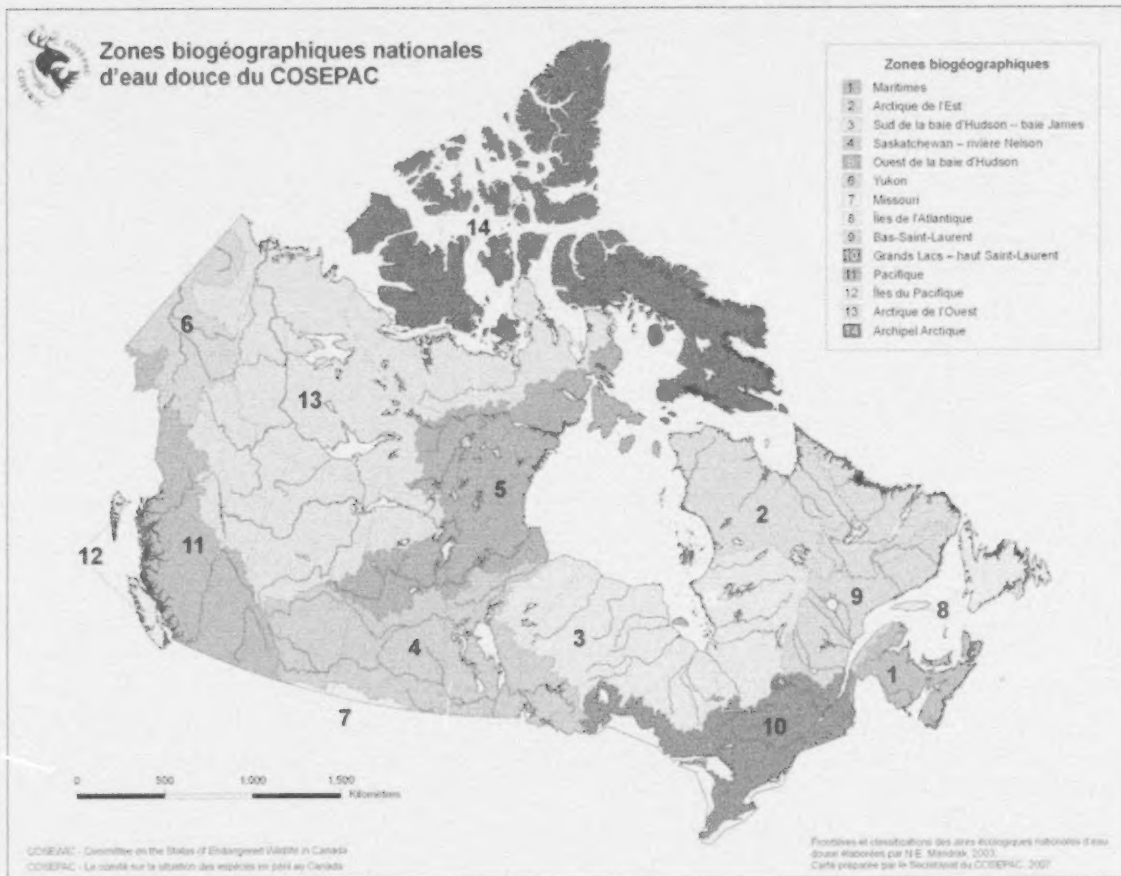 COSEPAC
Zones biogéographiques nationales
d'eau douce du COSEPAC
Zones biogéographiques
1 Maritimes
2 Arctique de l'Est
3 Sud de la baie d'Hudson – baie James
4 Saskatchewan – rivière Nelson
5 Ouest de la baie d'Hudson
6 Yukon
7 Missouri
8 Îles de l'Atlantique
9 Bas-Saint-Laurent
10 Grands Lacs – haut Saint-Laurent
11 Pacifique
12 Îles du Pacifique
13 Arctique de l'Ouest
14 Archipel Arctique
14
6
13
5
2
12
11
9
8
3
4
1
7
10
0 500 1.000 1.500
Kilomètres
COSEWIC - Committee on the Status of Endangered Wildlife in Canada
COSEPAC - Le comité sur la situation des espèces en péril au Canada
Frontières et classifications des aires écologiques nationales d'eau
douce élaborées par N.E. Mandrak, 2003.
Carte préparée par le Secrétariat du COSEPAC, 2007